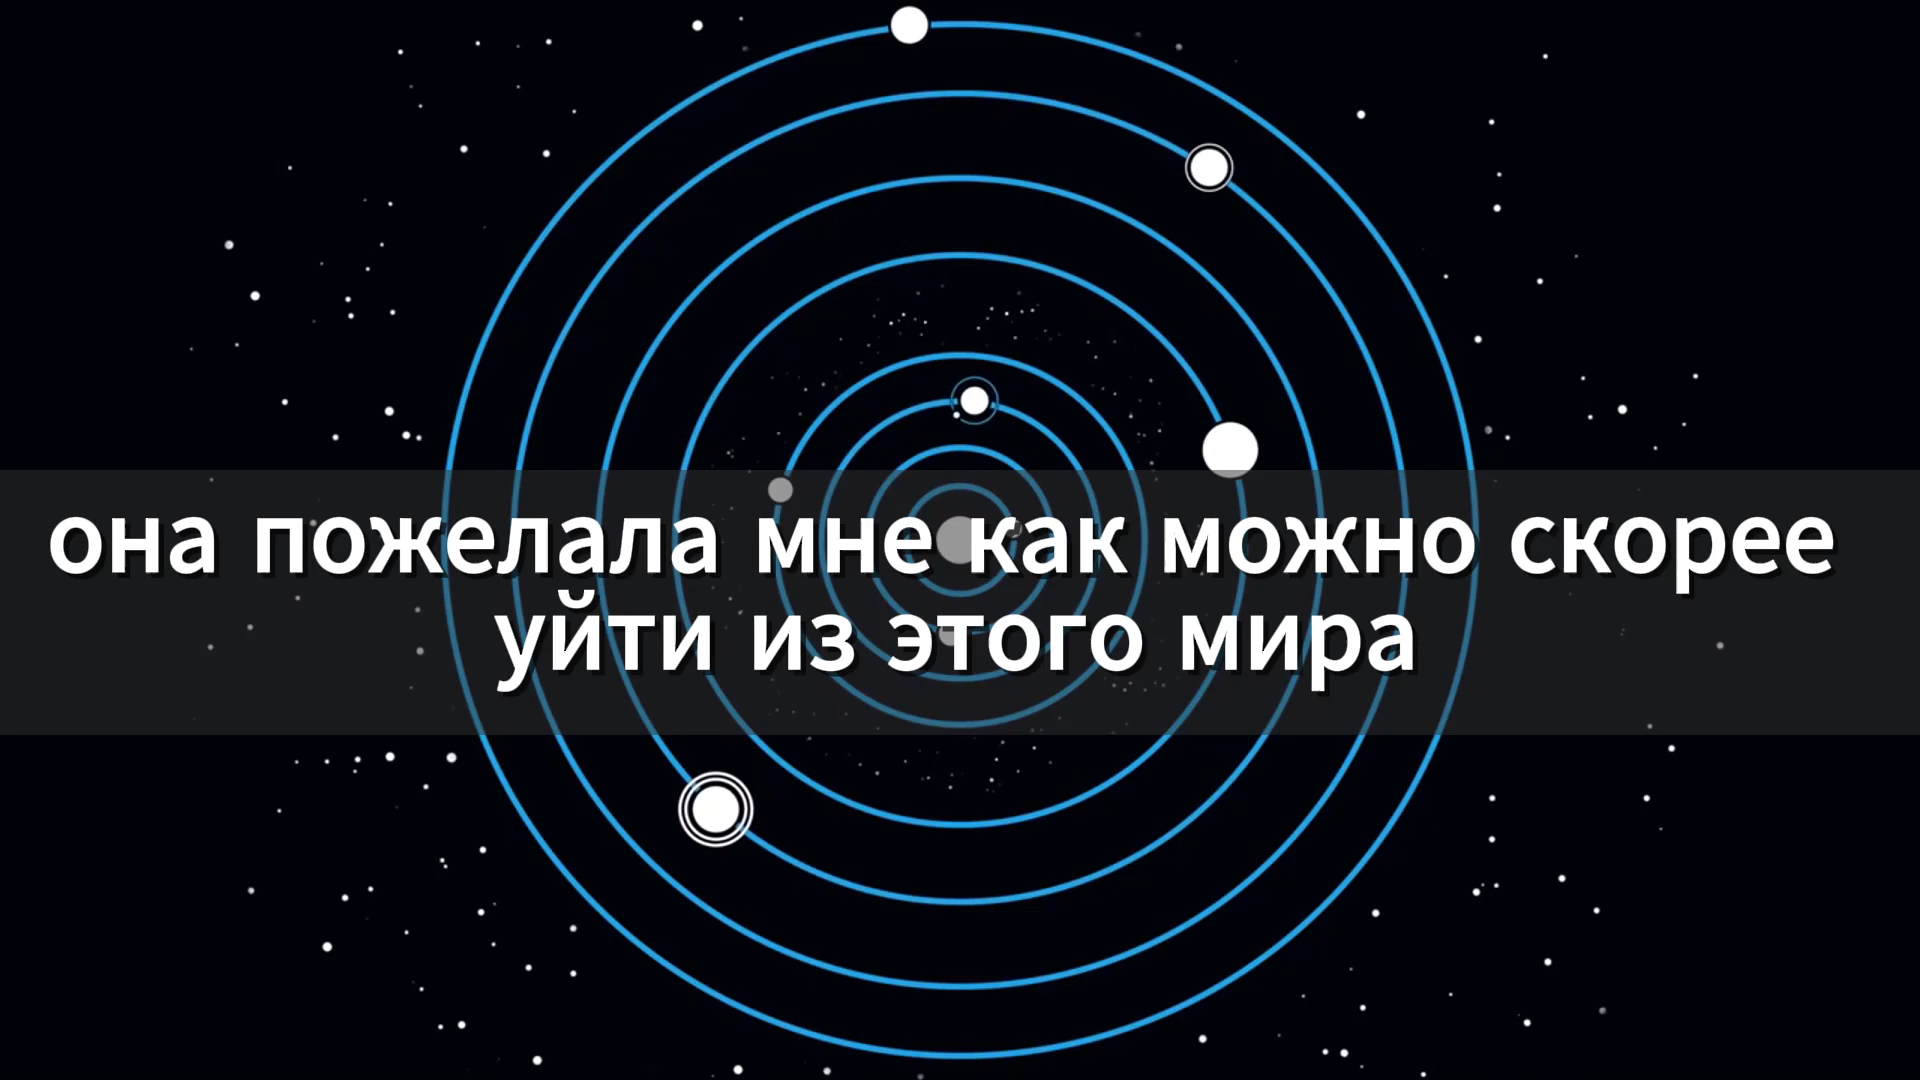 она пожелала мне как можно скорее
уйти из этого мира